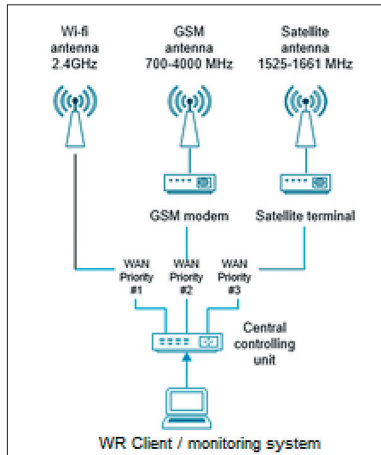 Wi-fi
antenna
2.4GHz
GSM
antenna
700-4000 MHz
Satellite
antenna
1525-1661 MHz
GSM modem
Satellite terminal
WAN
Priority
#1
WAN
Priority
#2
WAN
Priority
#3
Central
controlling
unit
WR Client / monitoring system